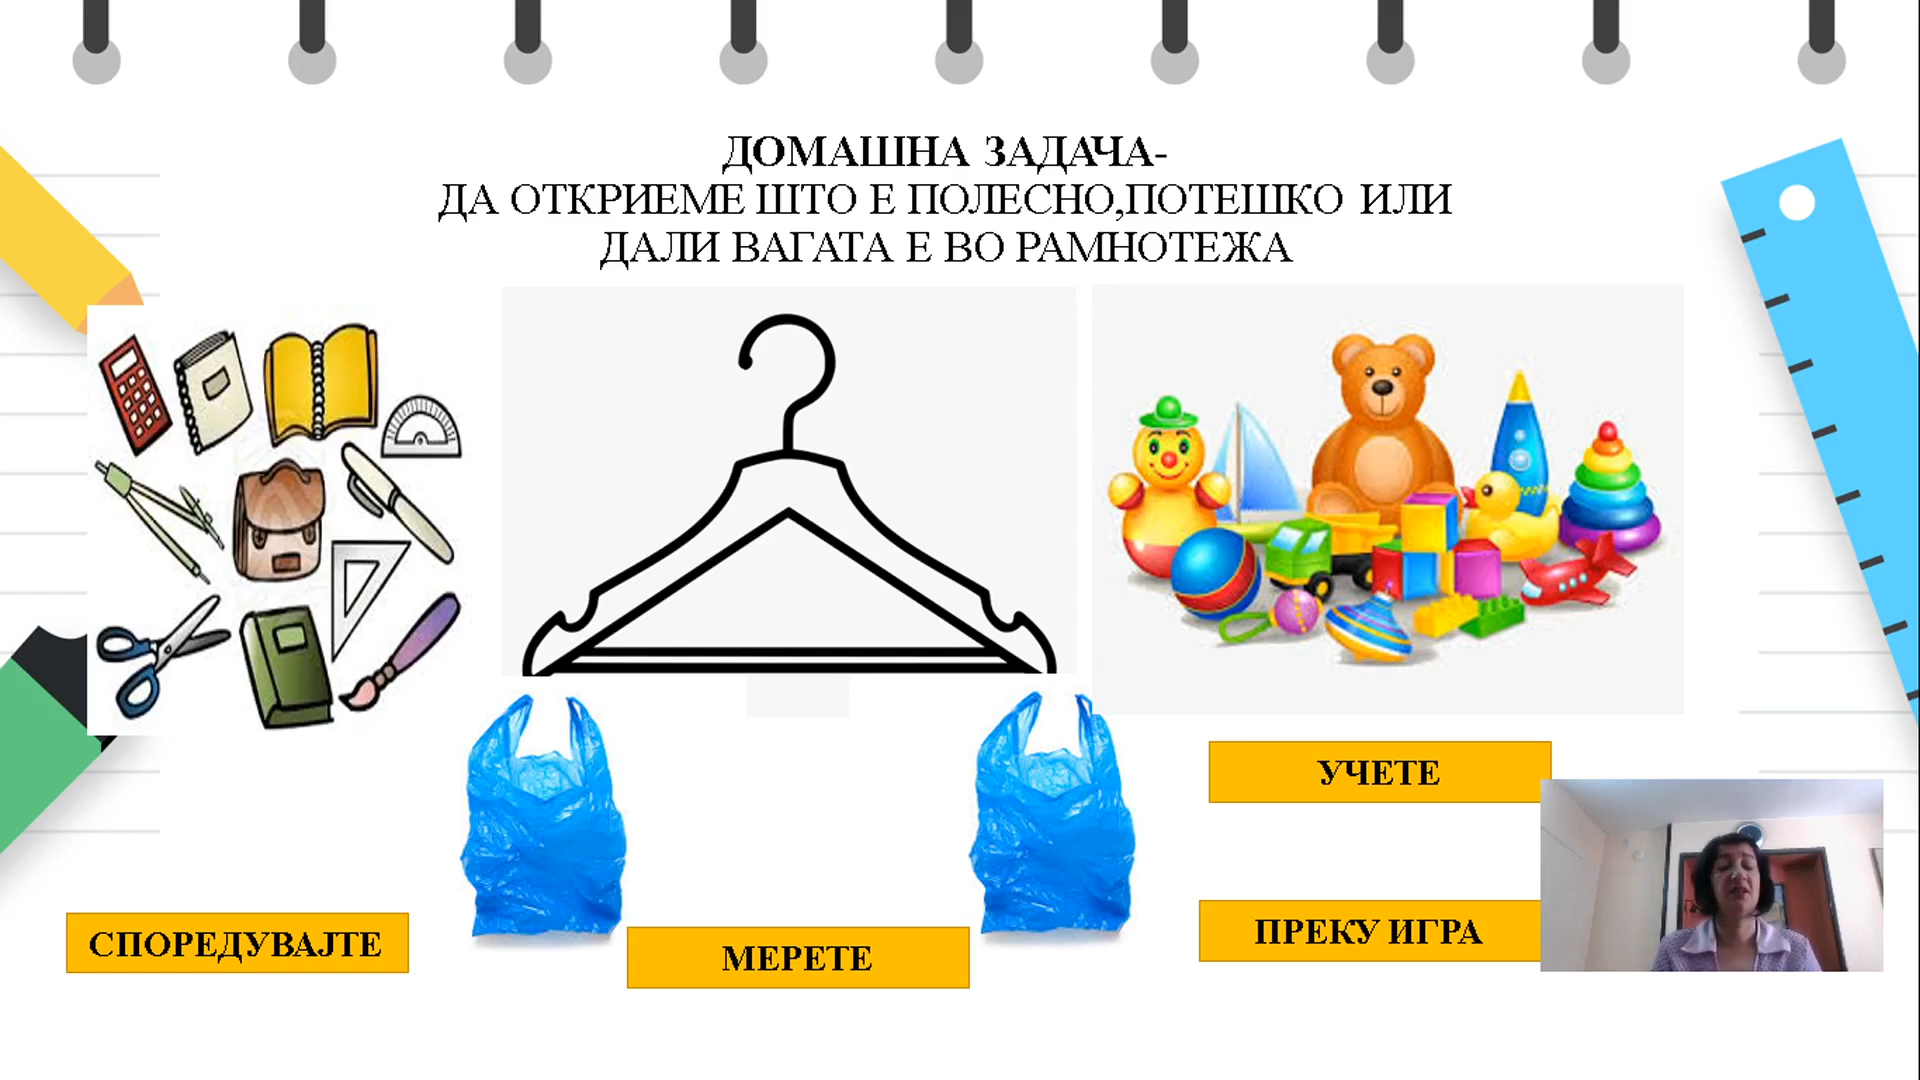 ДОМАШНА ЗАДАЧА-
ДА ОТКРИЕМЕ ШТО Е ПОЛЕСНО,ПОТЕШКО ИЛИ
ДАЛИ ВАГАТА Е ВО РАМНОТЕЖА
УЧЕТЕ
ПРЕКУ ИГРА
СПОРЕДУВАЈТЕ
МЕРЕТЕ